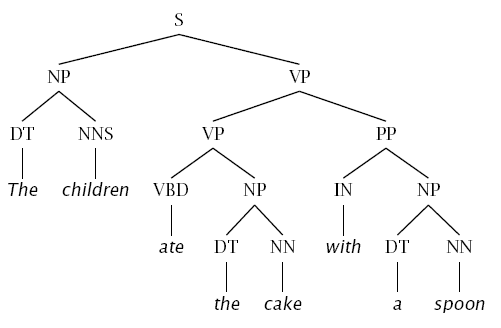 S
NP VP
DT NNS VP PP
The children VBD NP IN NP
ate DT NN with DT NN
the cake a spoon